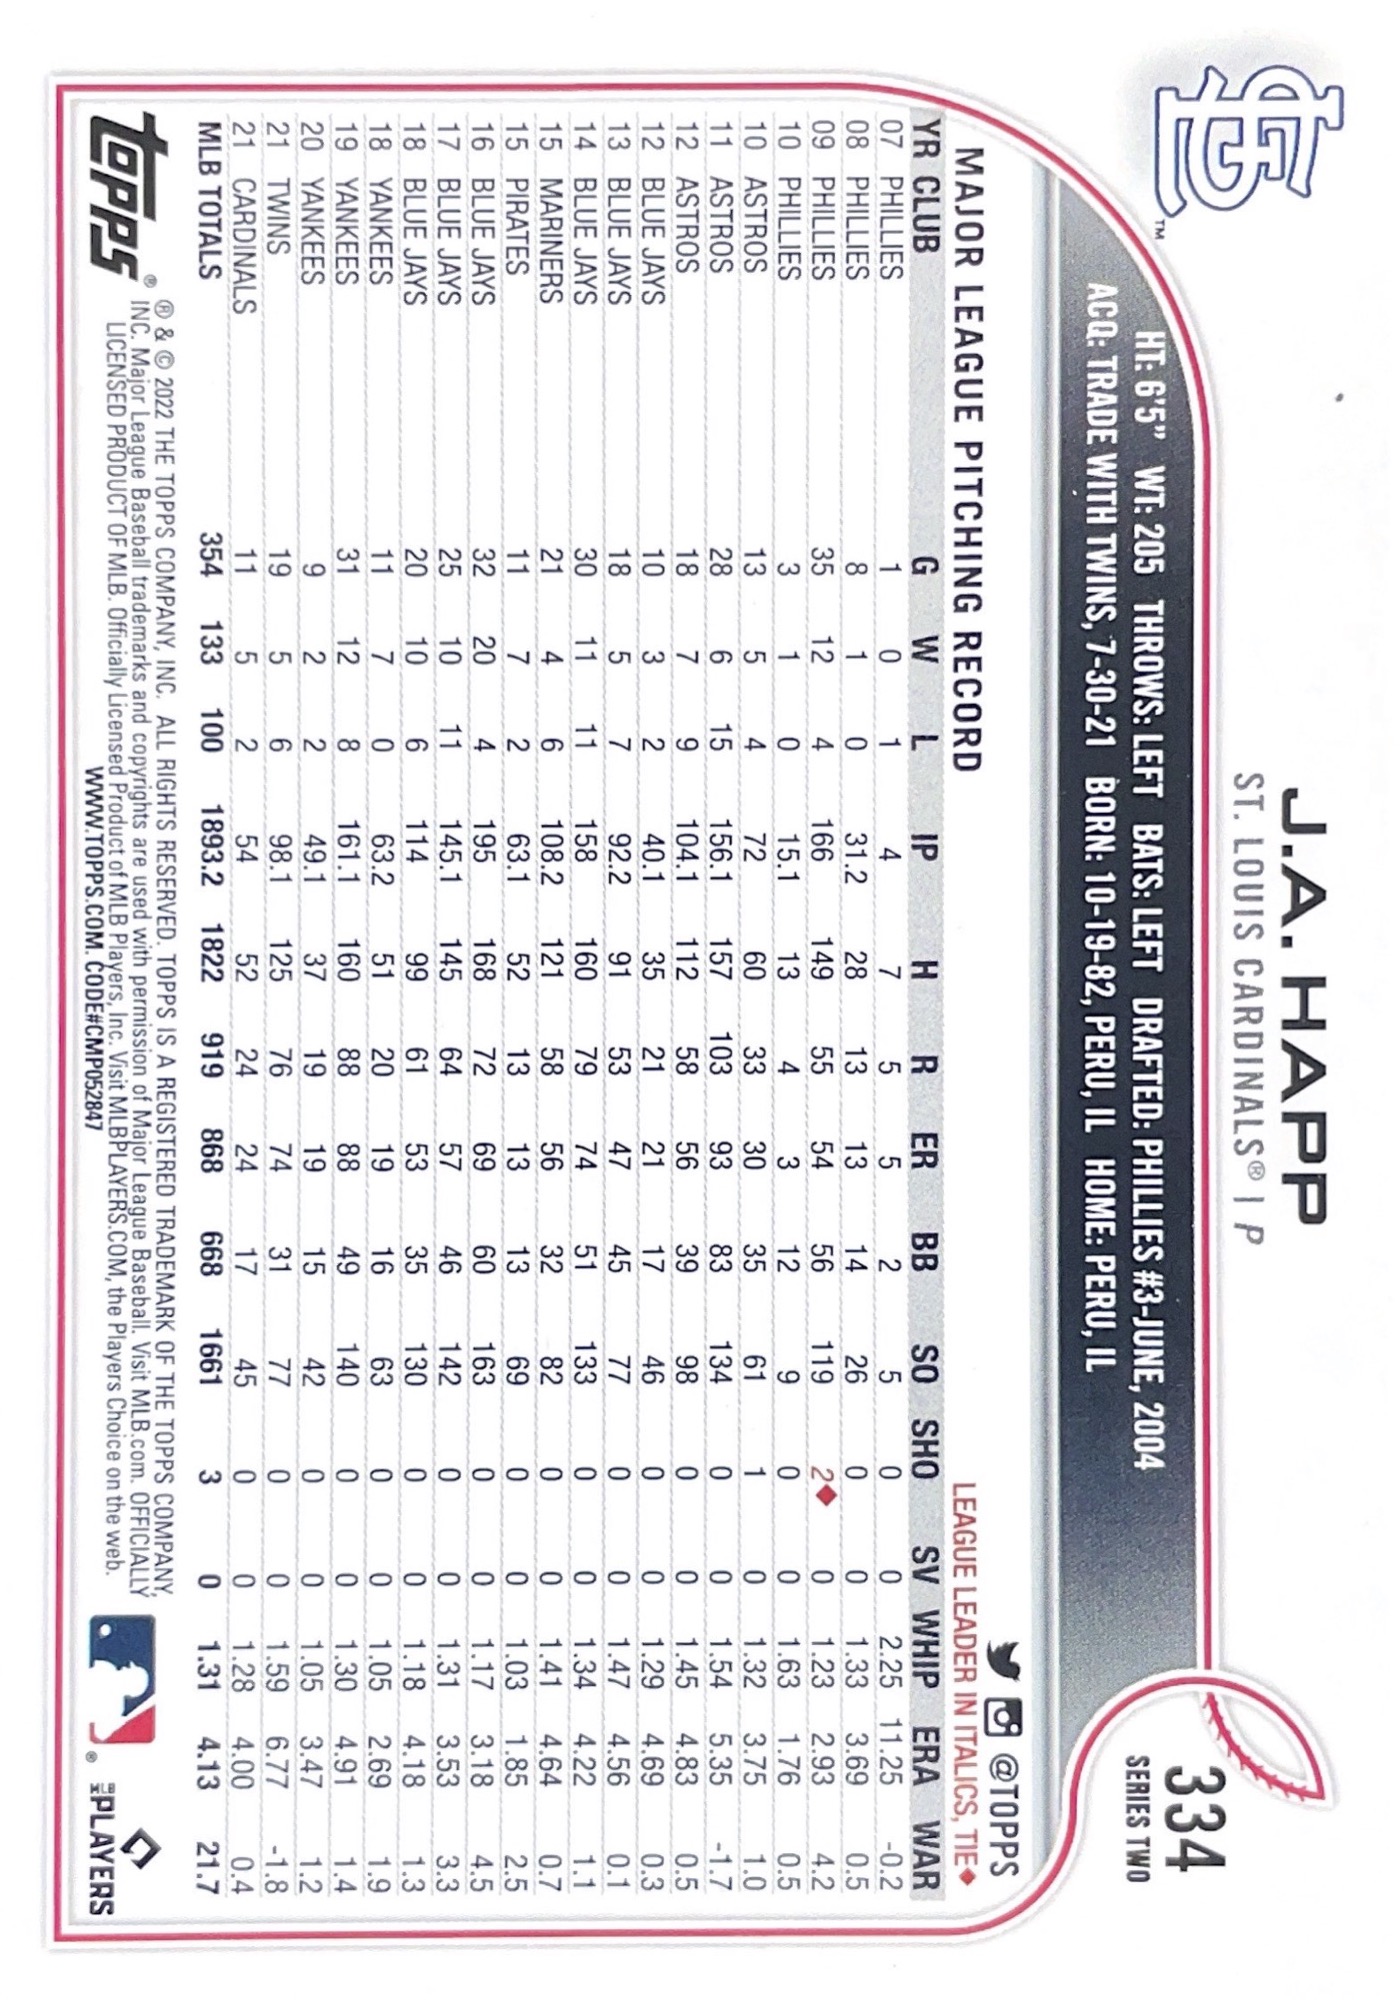 J.A. HAPP
ST. LOUIS CARDINALS® | P
334
SERIES TWO
STL™
HT: 6'5" WT: 205 THROWS: LEFT BATS: LEFT DRAFTED: PHILLIES #3-JUNE, 2004
ACQ: TRADE WITH TWINS, 7-30-21 BORN: 10-19-82, PERU, IL HOME: PERU, IL
@TOPPS
MAJOR LEAGUE PITCHING RECORD LEAGUE LEADER IN ITALICS, TIE♦
YR CLUB G W L IP H R ER BB SO SHO SV WHIP ERA WAR
07 PHILLIES 1 0 1 4 7 5 5 2 5 0 0 2.25 11.25 -0.2
08 PHILLIES 8 1 0 31.2 28 13 13 14 26 0 0 1.33 3.69 0.5
09 PHILLIES 35 12 4 166 149 55 54 56 119 2♦ 0 1.23 2.93 4.2
10 PHILLIES 3 1 0 15.1 13 4 3 12 9 0 0 1.63 1.76 0.5
10 ASTROS 13 5 4 72 60 33 30 35 61 1 0 1.32 3.75 1.0
11 ASTROS 28 6 15 156.1 157 103 93 83 134 0 0 1.54 5.35 -1.7
12 ASTROS 18 7 9 104.1 112 58 56 39 98 0 0 1.45 4.83 0.5
12 BLUE JAYS 10 3 2 40.1 35 21 21 17 46 0 0 1.29 4.69 0.3
13 BLUE JAYS 18 5 7 92.2 91 53 47 45 77 0 0 1.47 4.56 0.1
14 BLUE JAYS 30 11 11 158 160 79 74 51 133 0 0 1.34 4.22 1.1
15 MARINERS 21 4 6 108.2 121 58 56 32 82 0 0 1.41 4.64 0.7
15 PIRATES 11 7 2 63.1 52 13 13 13 69 0 0 1.03 1.85 2.5
16 BLUE JAYS 32 20 4 195 168 72 69 60 163 0 0 1.17 3.18 4.5
17 BLUE JAYS 25 10 11 145.1 145 64 57 46 142 0 0 1.31 3.53 3.3
18 BLUE JAYS 20 10 6 114 99 61 53 35 130 0 0 1.18 4.18 1.3
18 YANKEES 11 7 0 63.2 51 20 19 16 63 0 0 1.05 2.69 1.9
19 YANKEES 31 12 8 161.1 160 88 88 49 140 0 0 1.30 4.91 1.4
20 YANKEES 9 2 2 49.1 37 19 19 15 42 0 0 1.05 3.47 1.2
21 TWINS 19 5 6 98.1 125 76 74 31 77 0 0 1.59 6.77 -1.8
21 CARDINALS 11 5 2 54 52 24 24 17 45 0 0 1.28 4.00 0.4
MLB TOTALS 354 133 100 1893.2 1822 919 868 668 1661 3 0 1.31 4.13 21.7
topps®
® & © 2022 THE TOPPS COMPANY, INC. ALL RIGHTS RESERVED. TOPPS IS A REGISTERED TRADEMARK OF THE TOPPS COMPANY,
INC. Major League Baseball trademarks and copyrights are used with permission of Major League Baseball. Visit MLB.com. OFFICIALLY
LICENSED PRODUCT OF MLB. Officially Licensed Product of MLB Players, Inc. Visit MLBPLAYERS.COM, the Players Choice on the web.
WWW.TOPPS.COM. CODE#CMP052847
®
MLB PLAYERS